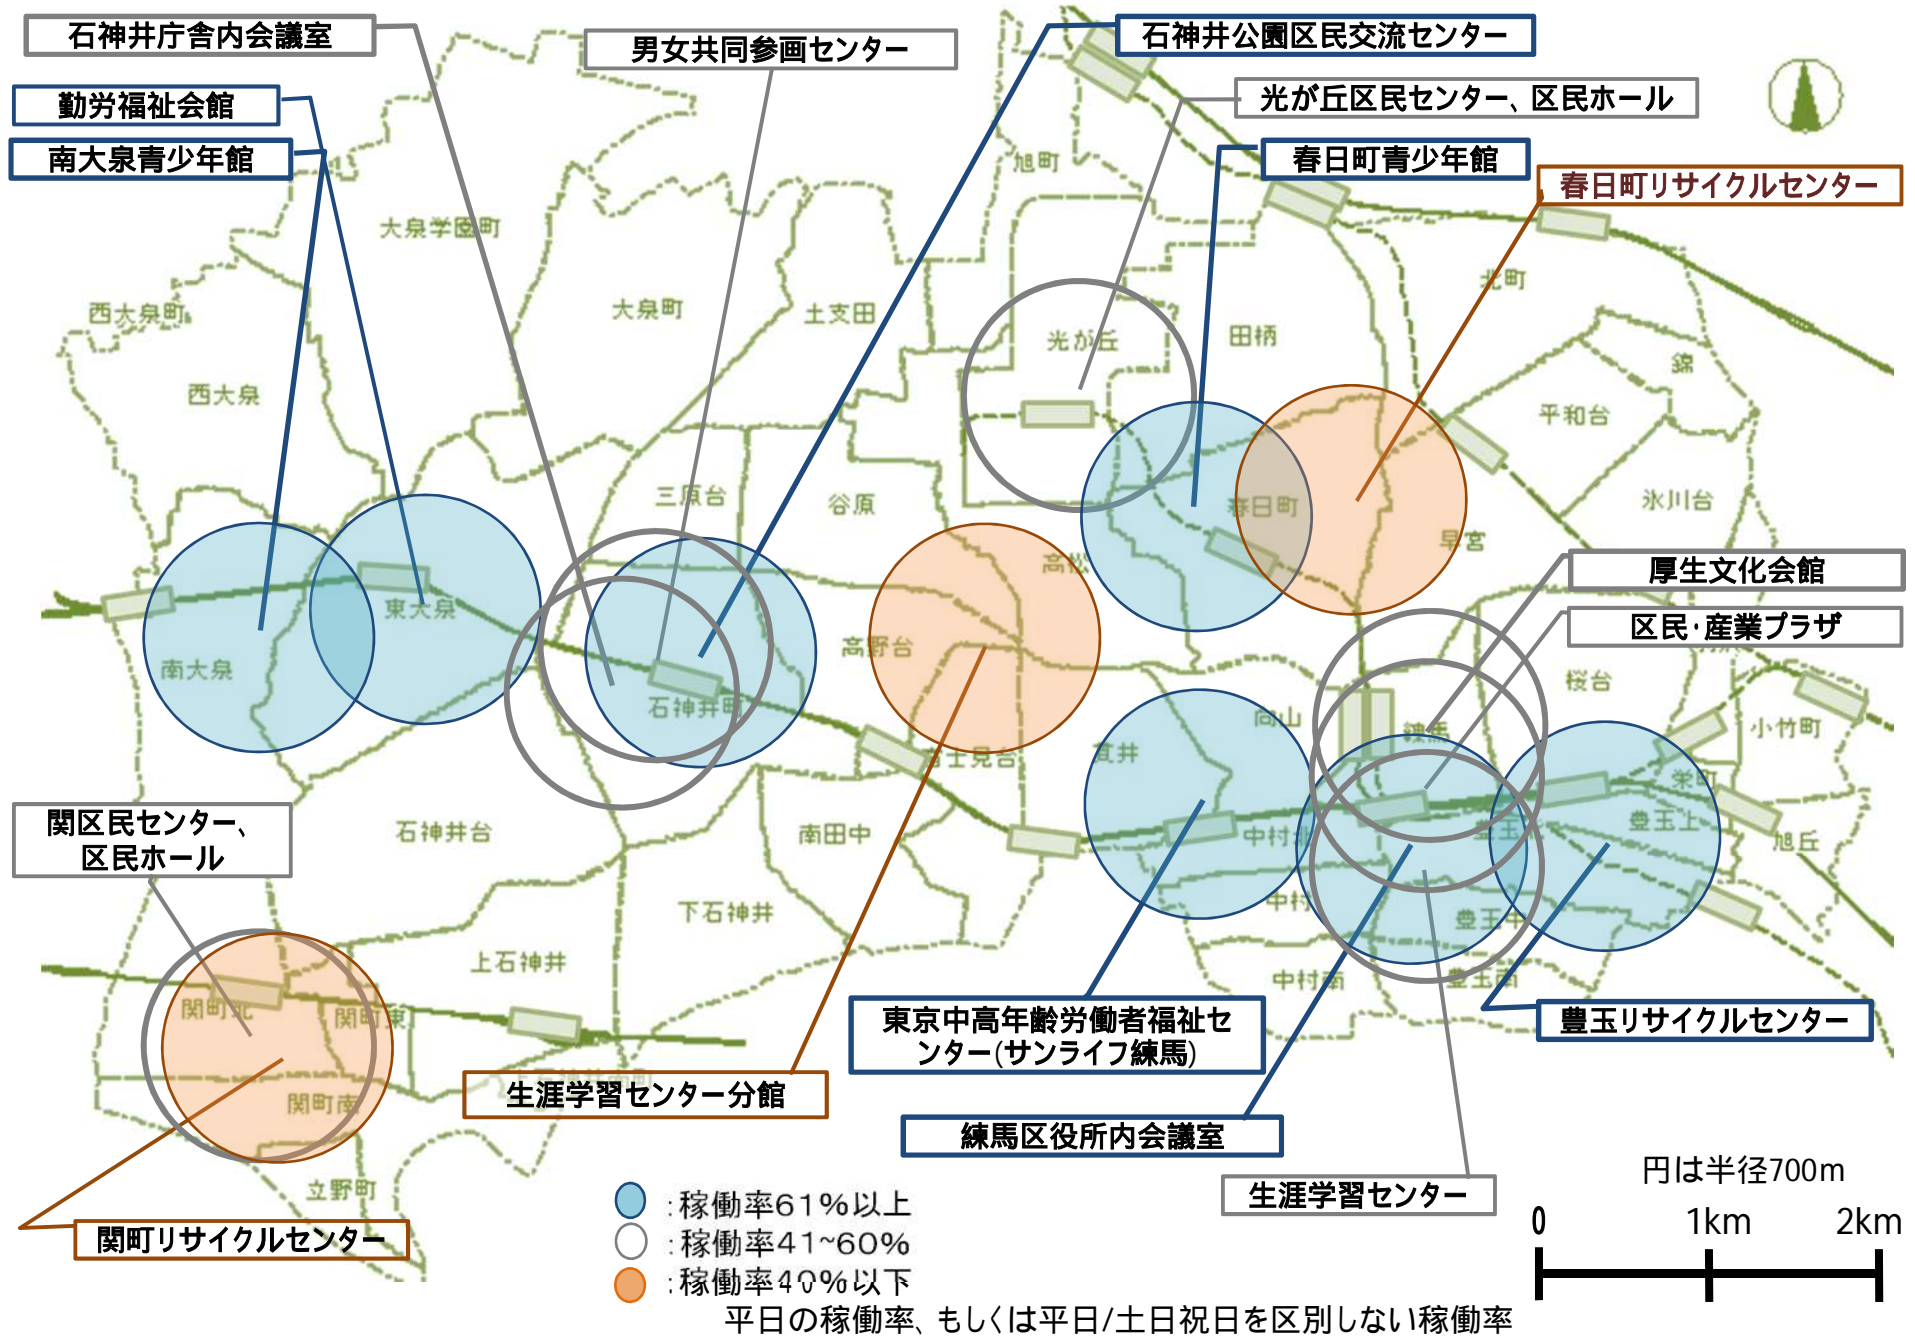 石神井庁舎内会議室
男女共同参画センター
石神井公園区民交流センター
光が丘区民センター、区民ホール
勤労福祉会館
南大泉青少年館
春日町青少年館
春日町リサイクルセンター
旭町
大泉学園町
北町
西大泉町
大泉町
土支田
光が丘
田柄
錦
西大泉
平和台
三原台
谷原
春日町
氷川台
早宮
高松
厚生文化会館
区民・産業プラザ
東大泉
南大泉
高野台
桜台
石神井町
向山
練馬
小竹町
富士見台
貫井
栄町
関区民センター、
区民ホール
石神井台
南田中
中村北
豊玉上
旭丘
下石神井
中村
豊玉中
上石神井
中村南
豊玉南
関町北
関町東
東京中高年齢労働者福祉セ
ンター(サンライフ練馬)
豊玉リサイクルセンター
生涯学習センター分館
関町南
練馬区役所内会議室
立野町
生涯学習センター
関町リサイクルセンター
:稼働率61%以上
:稼働率41~60%
:稼働率40%以下
平日の稼働率、もしくは平日/土日祝日を区別しない稼働率
円は半径700m
0 1km 2km